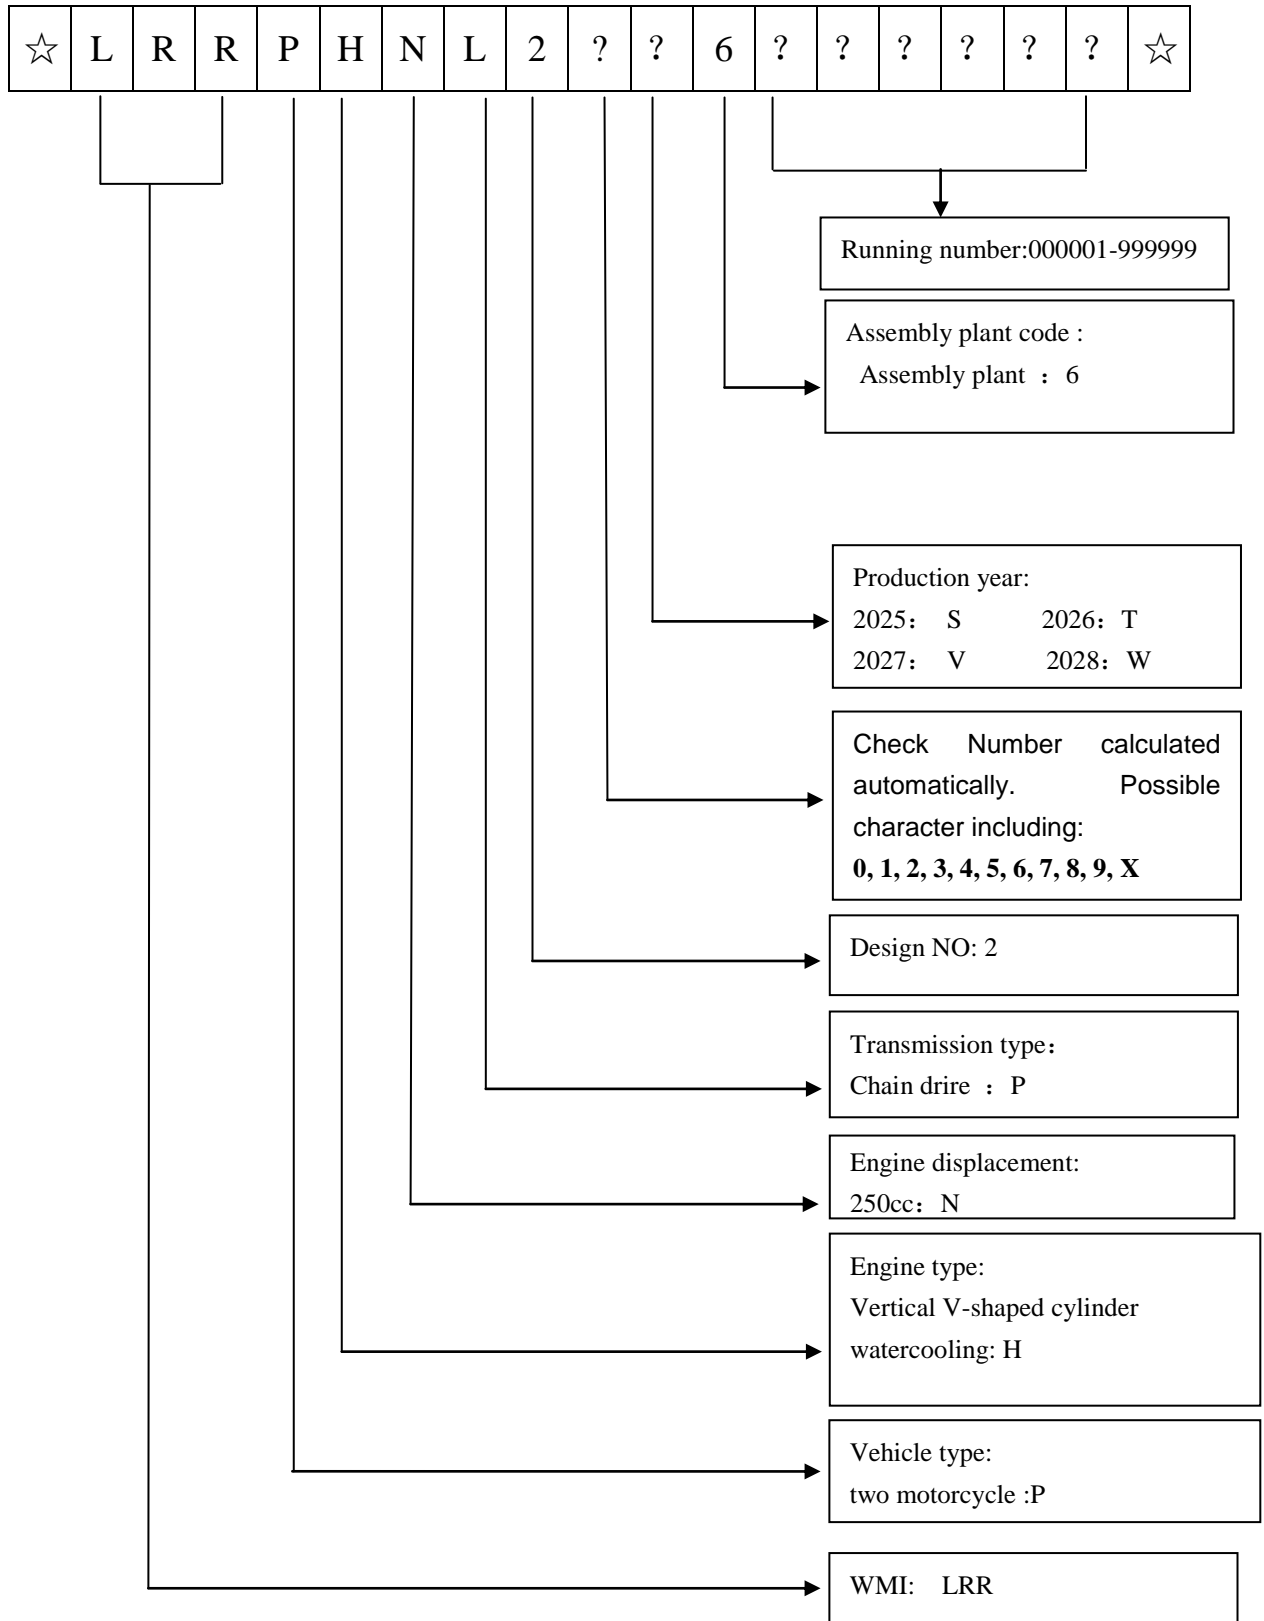 ☆ L R R P H N L 2 ? ? 6 ? ? ? ? ? ? ☆
Running number:000001-999999
Assembly plant code :
Assembly plant ：6
Production year:
2025： S 2026：T
2027： V 2028：W
Check Number calculated
automatically. Possible
character including:
0, 1, 2, 3, 4, 5, 6, 7, 8, 9, X
Design NO: 2
Transmission type：
Chain drire ：P
Engine displacement:
250cc：N
Engine type:
Vertical V-shaped cylinder
watercooling: H
Vehicle type:
two motorcycle :P
WMI: LRR